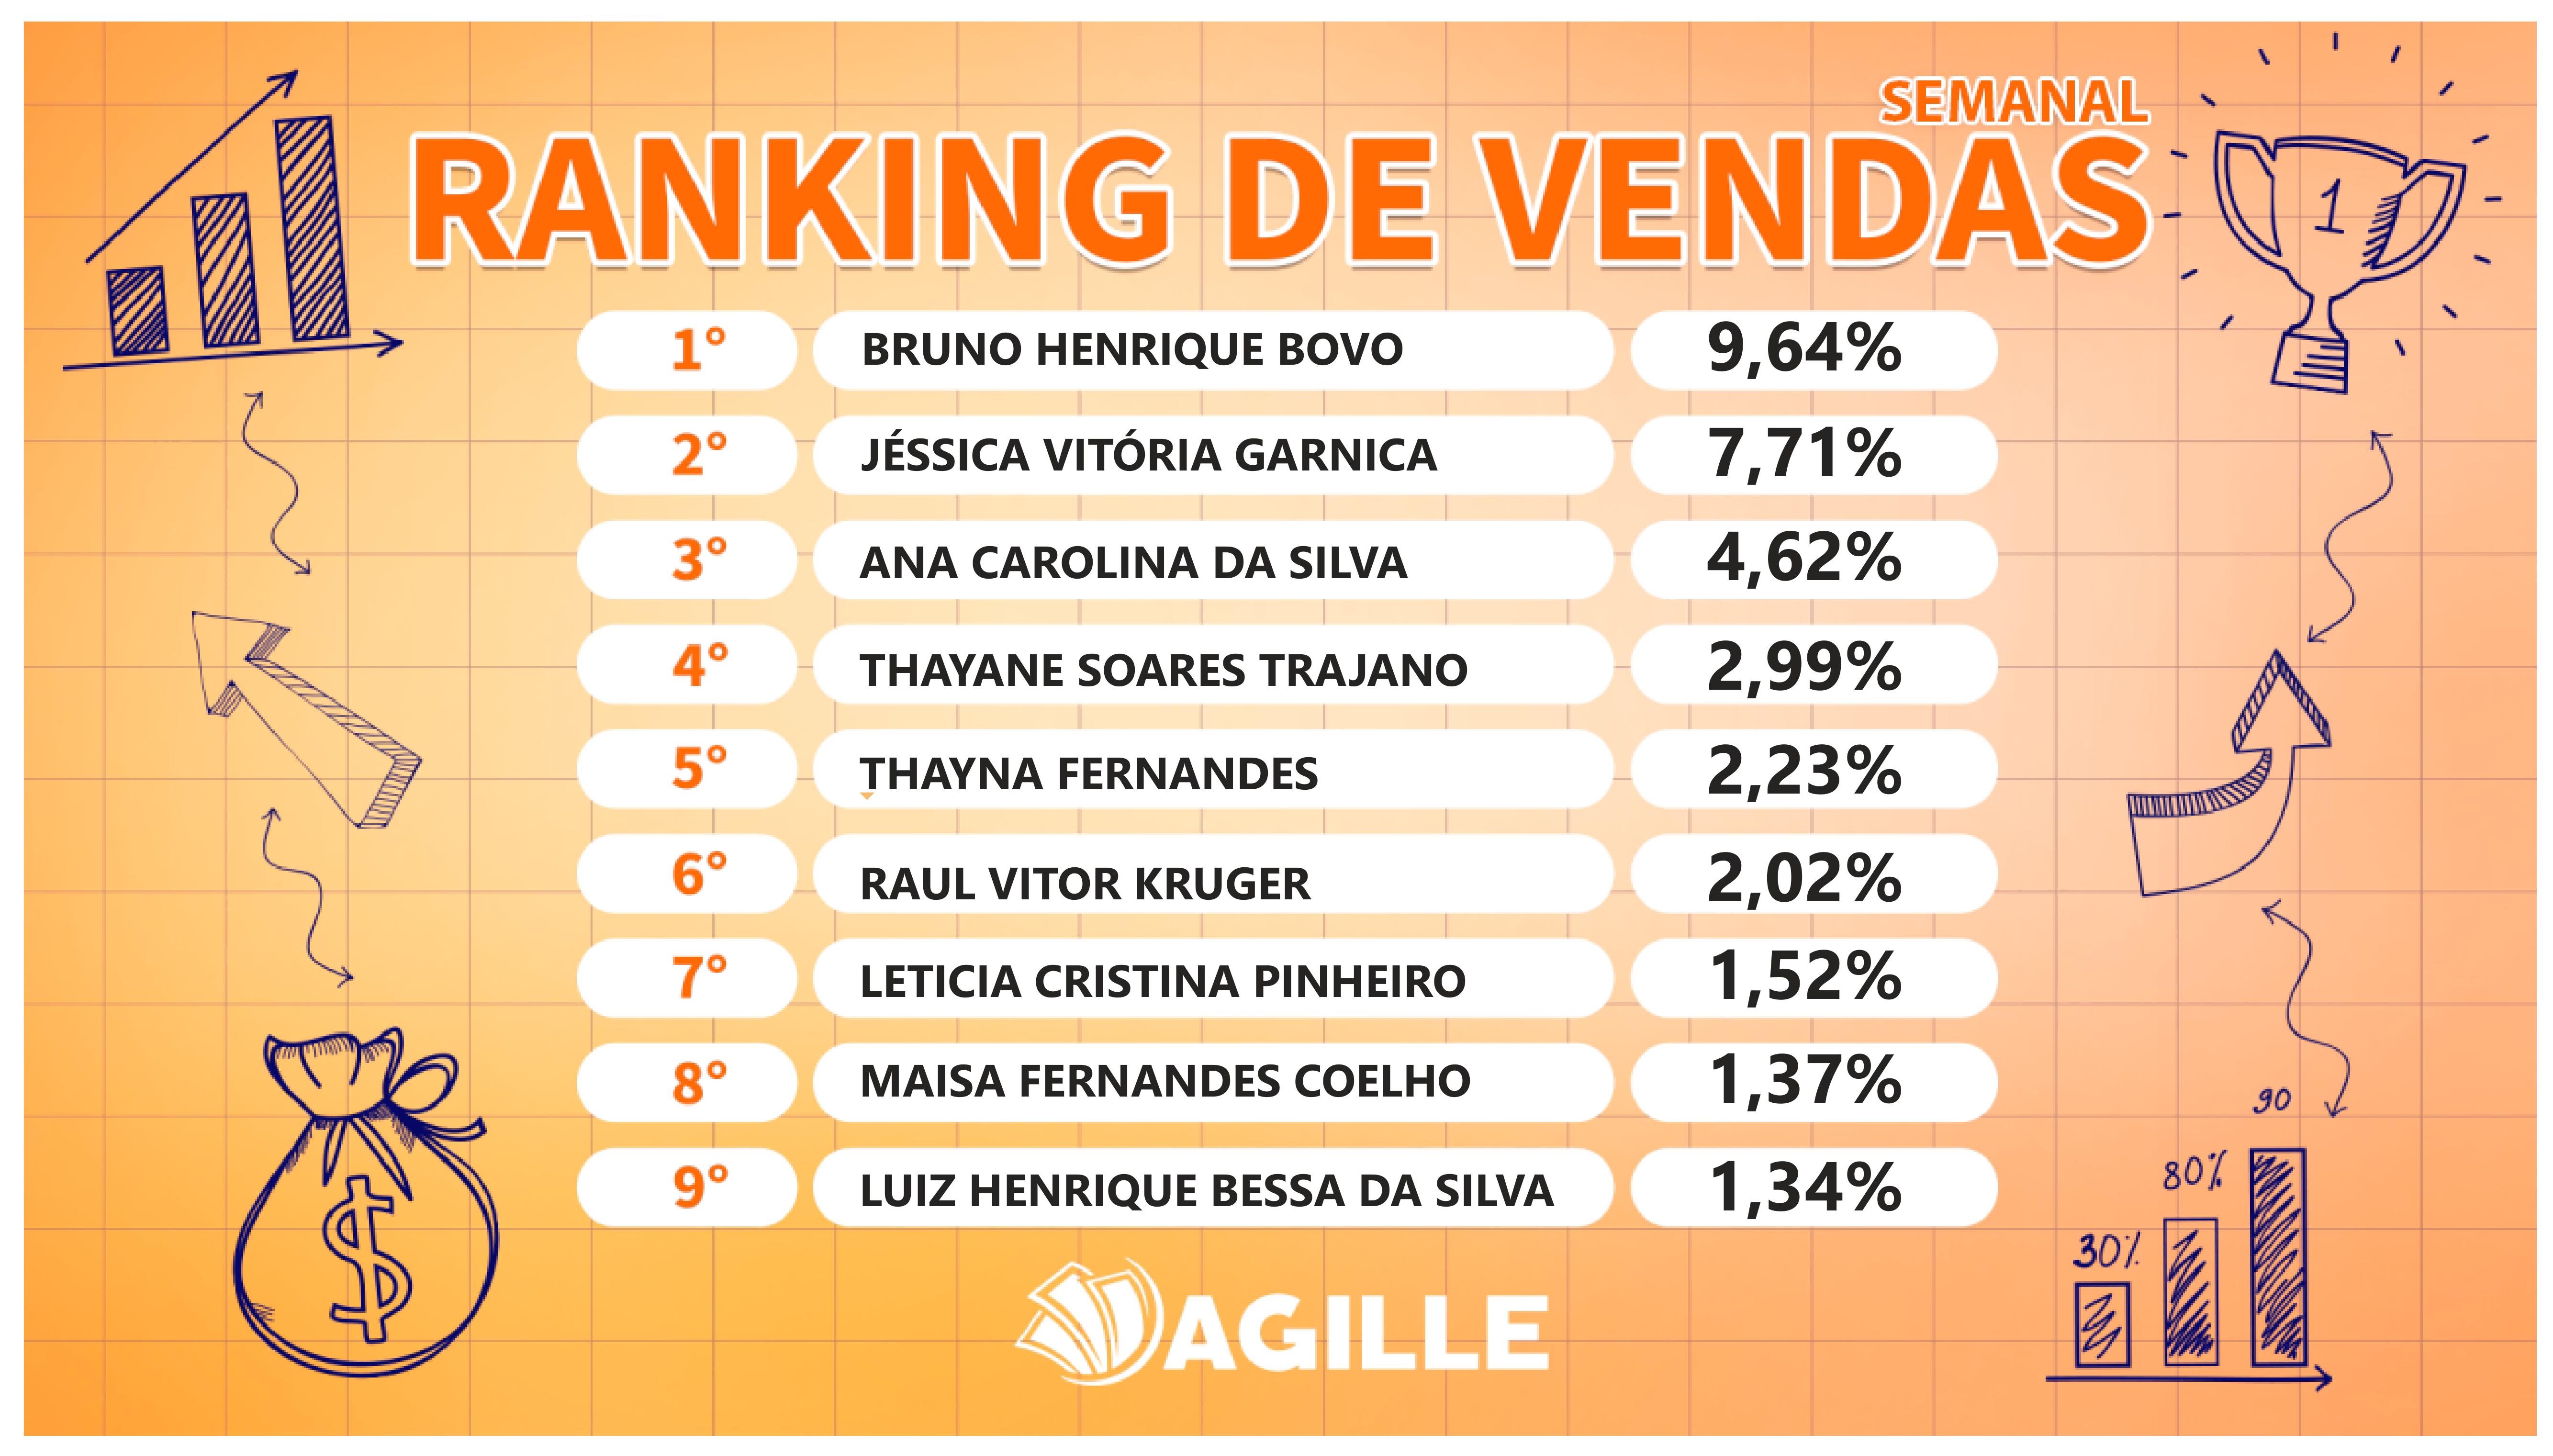 SEMANAL
RANKING DE VENDAS
1
1° BRUNO HENRIQUE BOVO 9,64%
2° JÉSSICA VITÓRIA GARNICA 7,71%
3° ANA CAROLINA DA SILVA 4,62%
4° THAYANE SOARES TRAJANO 2,99%
5° THAYNA FERNANDES 2,23%
6° RAUL VITOR KRUGER 2,02%
7° LETICIA CRISTINA PINHEIRO 1,52%
8° MAISA FERNANDES COELHO 1,37%
9° LUIZ HENRIQUE BESSA DA SILVA 1,34%
$
30% 80% 90
AGILLE